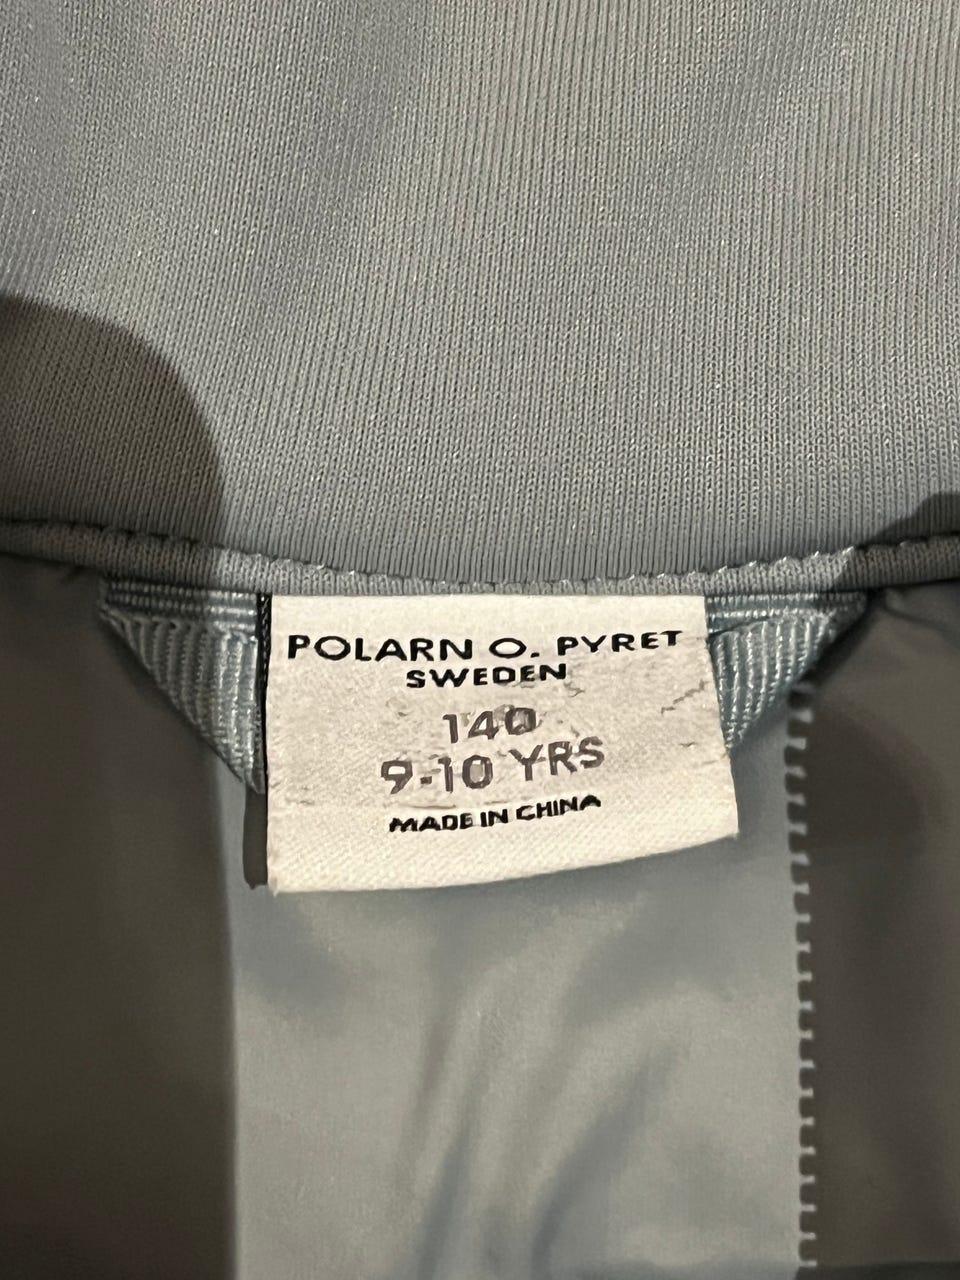 POLARN O. PYRET
SWEDEN
140
9-10 YRS
MADE IN CHINA